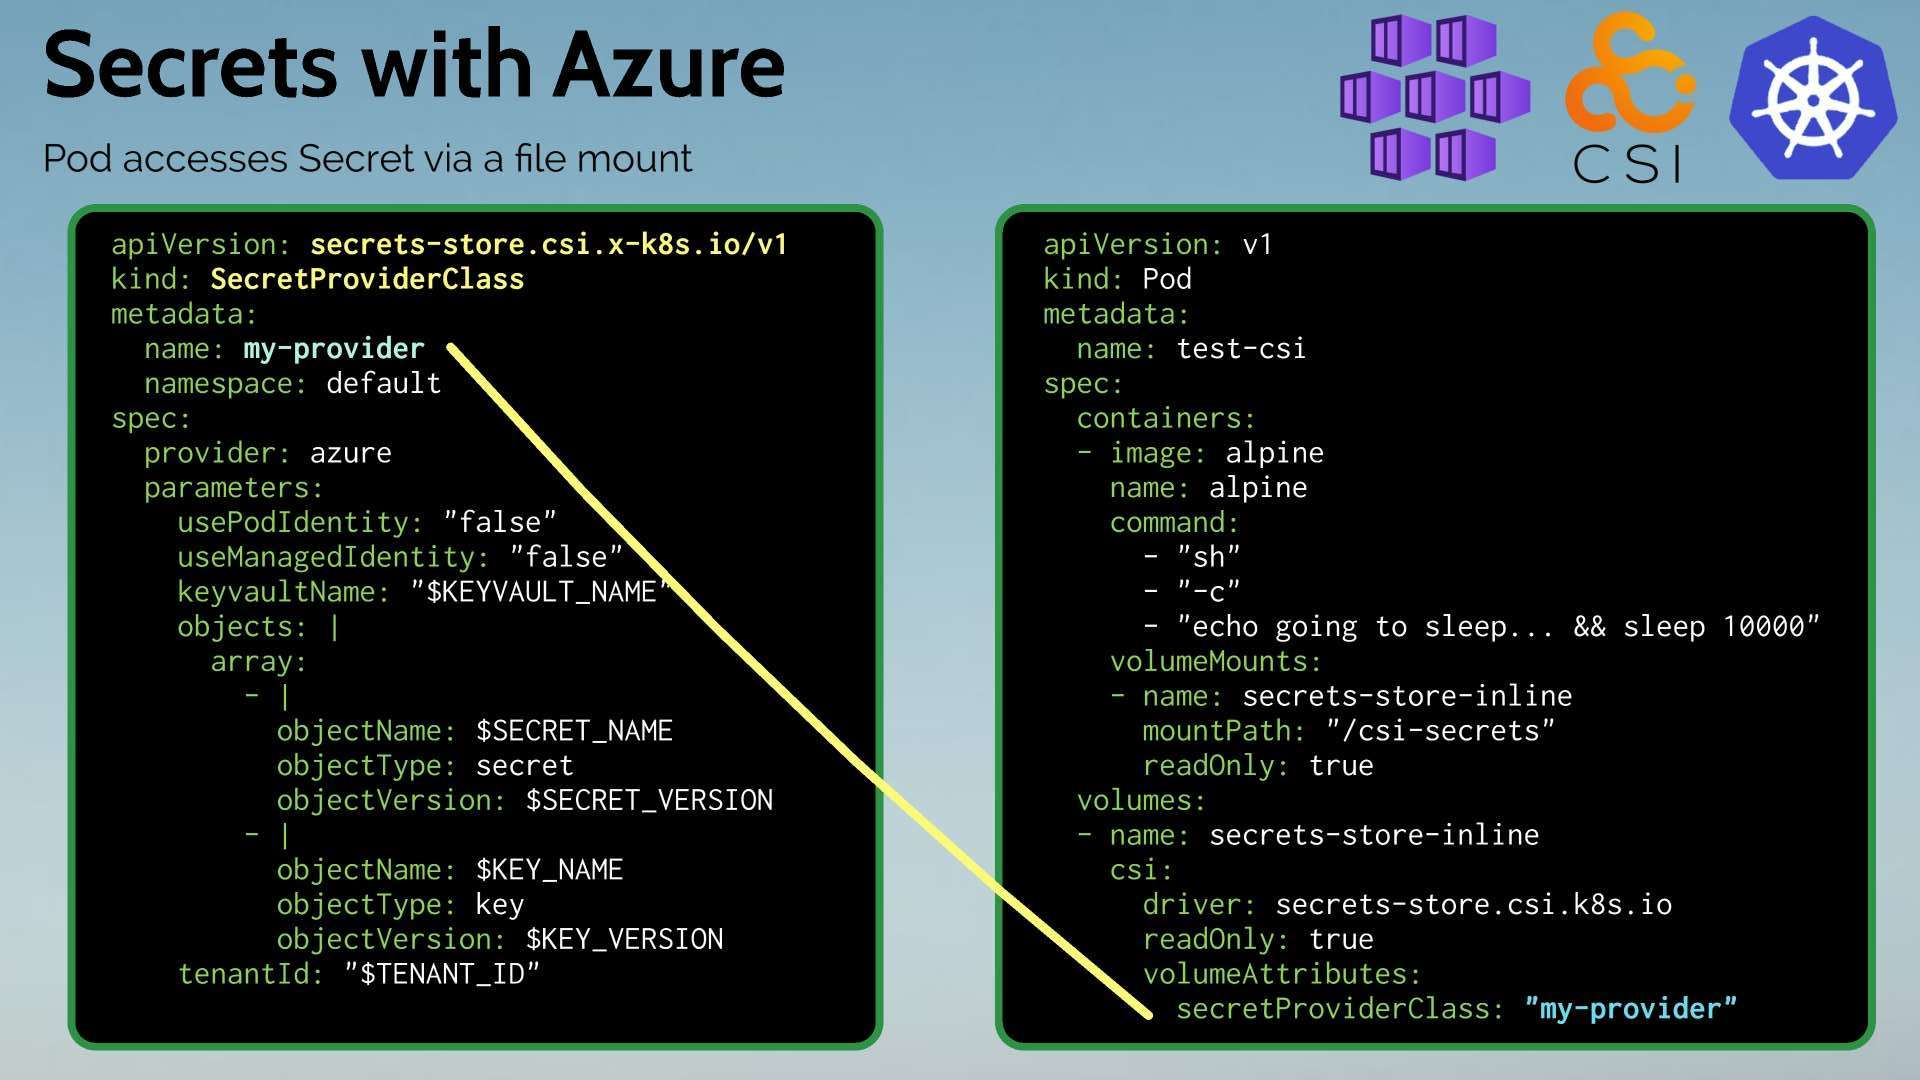 Secrets with Azure
Pod accesses Secret via a file mount
CSI
apiVersion: secrets-store.csi.x-k8s.io/v1
kind: SecretProviderClass
metadata:
  name: my-provider
  namespace: default
spec:
  provider: azure
  parameters:
    usePodIdentity: "false"
    useManagedIdentity: "false"
    keyvaultName: "$KEYVAULT_NAME"
    objects: |
      array:
        - |
          objectName: $SECRET_NAME
          objectType: secret
          objectVersion: $SECRET_VERSION
        - |
          objectName: $KEY_NAME
          objectType: key
          objectVersion: $KEY_VERSION
    tenantId: "$TENANT_ID"
apiVersion: v1
kind: Pod
metadata:
  name: test-csi
spec:
  containers:
  - image: alpine
    name: alpine
    command:
      - "sh"
      - "-c"
      - "echo going to sleep... && sleep 10000"
    volumeMounts:
    - name: secrets-store-inline
      mountPath: "/csi-secrets"
      readOnly: true
  volumes:
  - name: secrets-store-inline
    csi:
      driver: secrets-store.csi.k8s.io
      readOnly: true
      volumeAttributes:
        secretProviderClass: "my-provider"